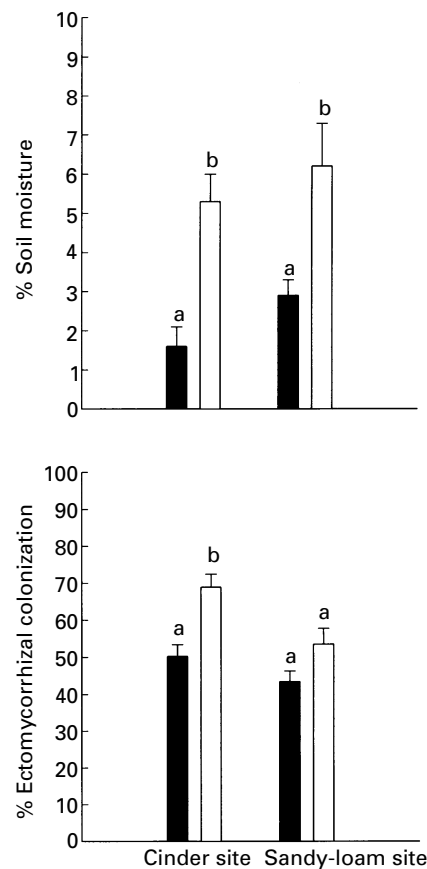 % Soil moisture
10
9
8
7
6
5
4
3
2
1
0
a
b
a
b
% Ectomycorrhizal colonization
100
90
80
70
60
50
40
30
20
10
0
a
b
a
a
Cinder site Sandy-loam site